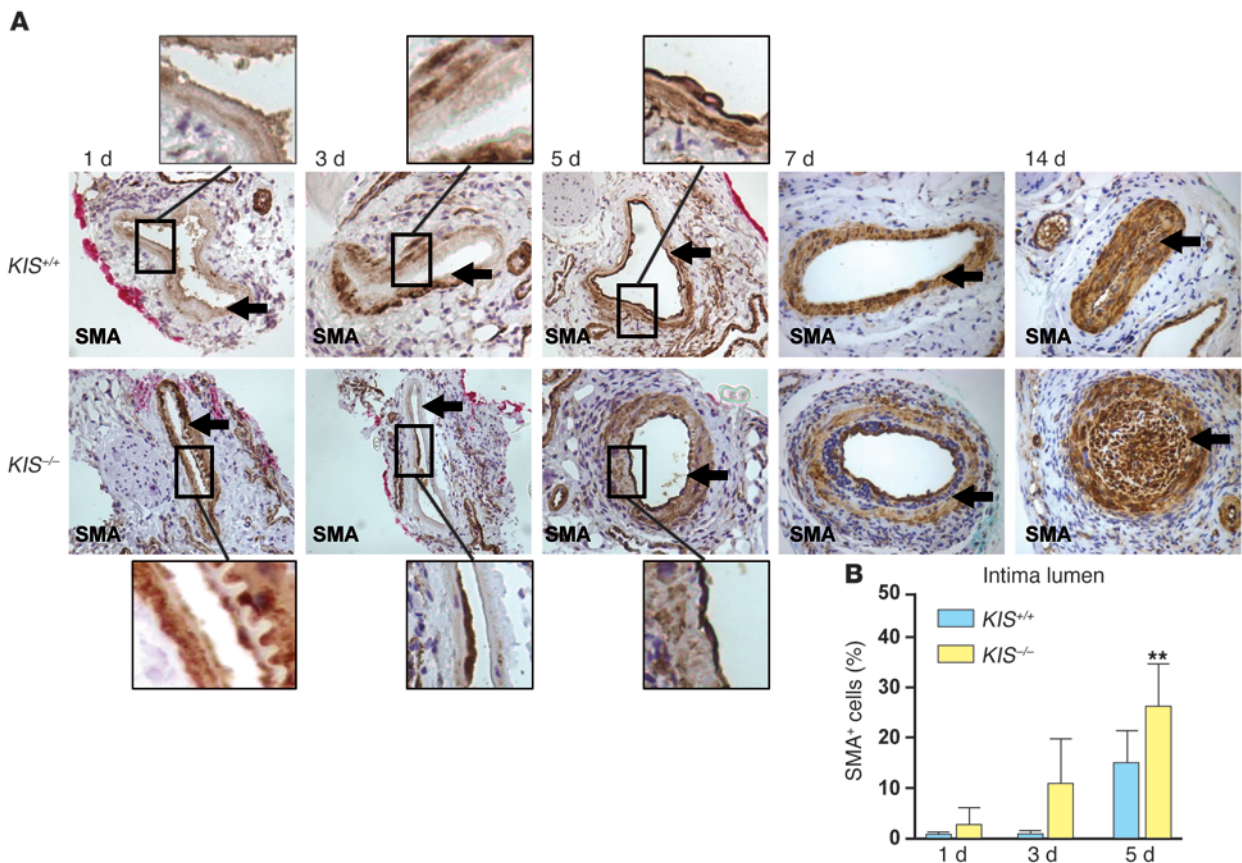 A
1 d
3 d
5 d
7 d
14 d
KIS+/+
SMA
SMA
SMA
SMA
SMA
KIS–/–
SMA
SMA
SMA
SMA
SMA
B
Intima lumen
KIS+/+
KIS–/–
**
SMA+ cells (%)
50
40
30
20
10
0
1 d
3 d
5 d